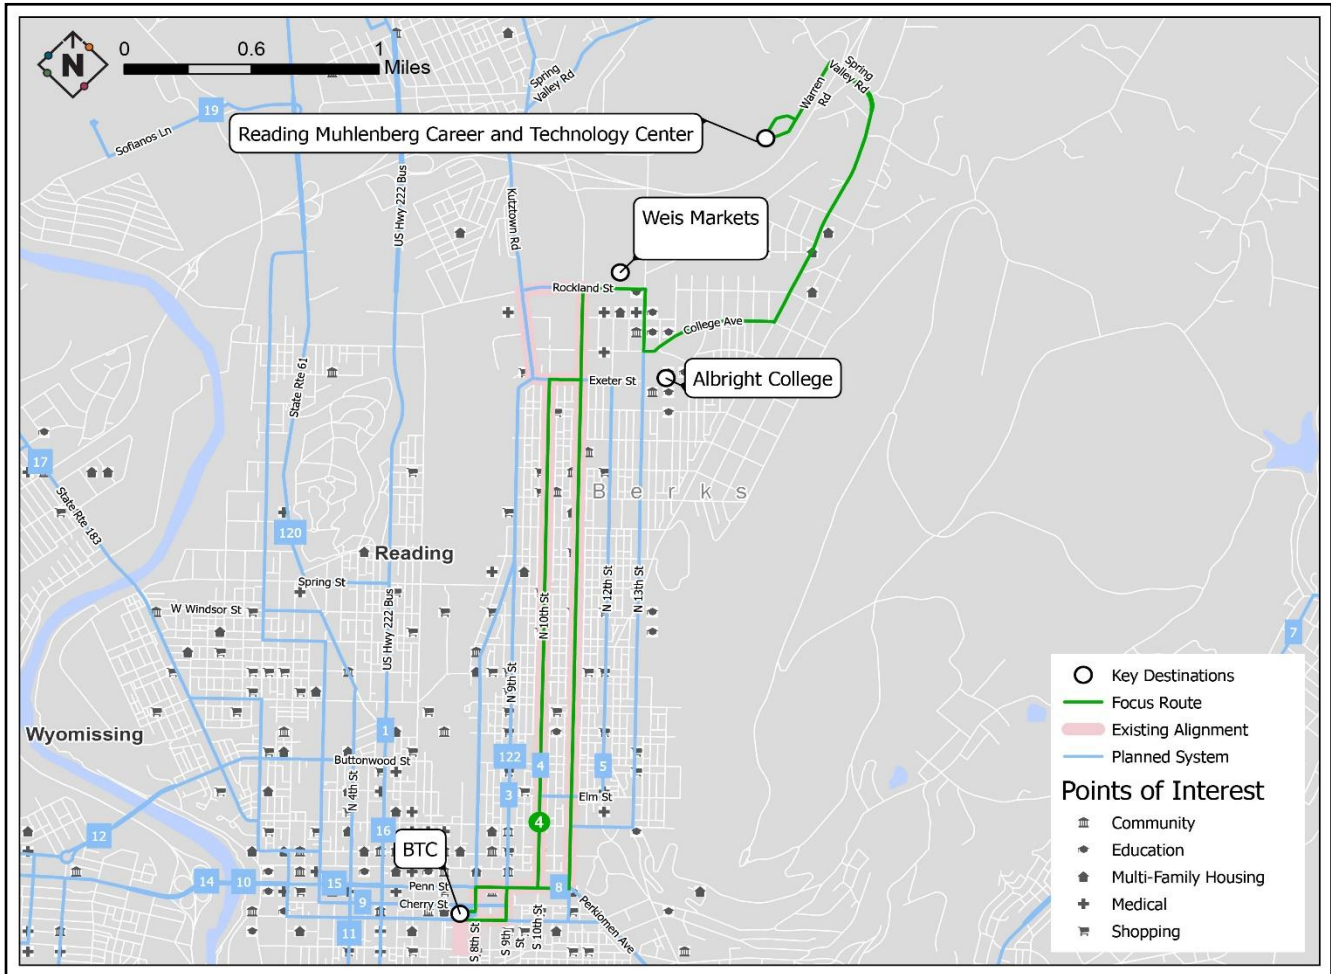 0 0.6 1
Miles
N
Spring
Valley Rd
Spring
Valley Rd
Warren
Rd
19
Sofianos Ln
Reading Muhlenberg Career and Technology Center
US Hwy 222 Bus
Kutztown Rd
Weis Markets
Rockland St
College Ave
State Rte 61
Exeter St
Albright College
17
State Rte 183
Berks
120
Reading
Spring St
W Windsor St
N 10th St
N 12th St
N 13th St
US Hwy 222 Bus
N 9th St
7
Wyomissing
1
Buttonwood St
122
4
5
N 4th St
3
Elm St
16
4
12
BTC
14
10
15
Penn St
8
9
Cherry St
Perkiomen Ave
11
S 8th St
S 9th
St
S 10th St
Key Destinations
Focus Route
Existing Alignment
Planned System
Points of Interest
Community
Education
Multi-Family Housing
Medical
Shopping